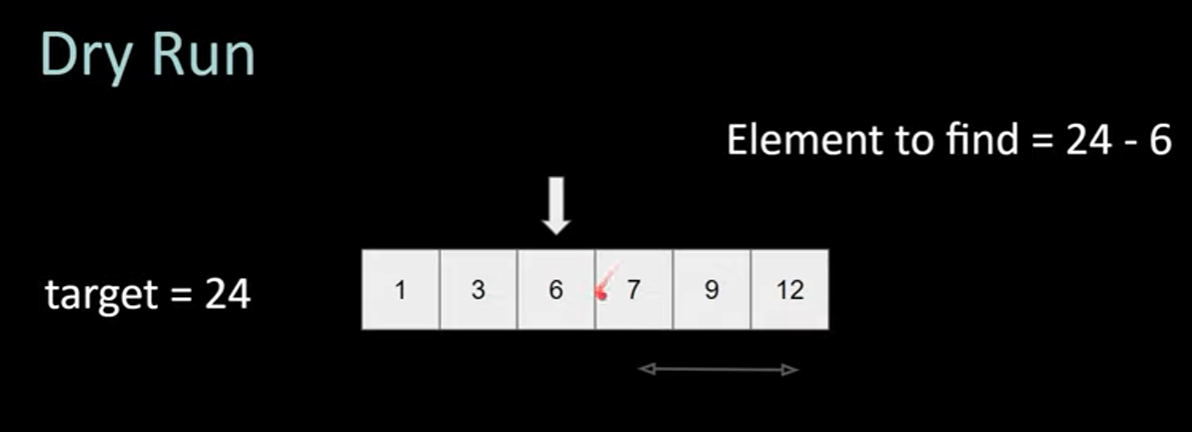 Dry Run
Element to find = 24 - 6
target = 24
1 3 6 7 9 12